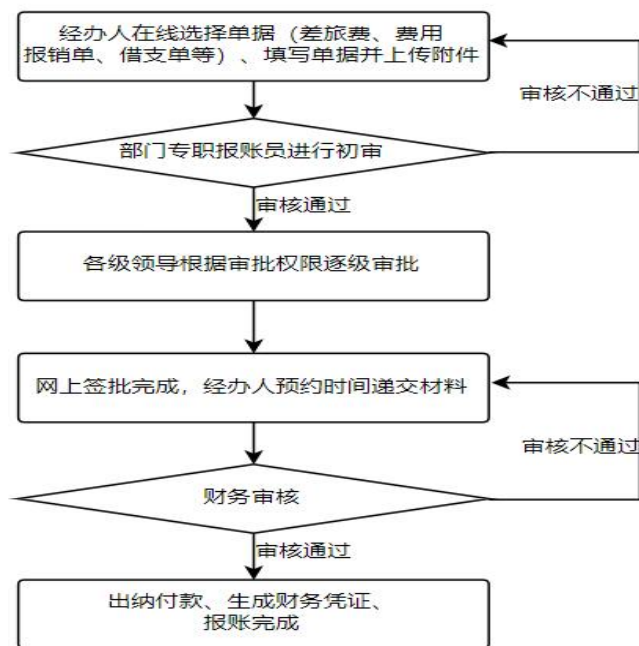 经办人在线选择单据（差旅费、费用
报销单、借支单等）、填写单据并上传附件
审核不通过
部门专职报账员进行初审
审核通过
各级领导根据审批权限逐级审批
网上签批完成，经办人预约时间递交材料
审核不通过
财务审核
审核通过
出纳付款、生成财务凭证、
报账完成